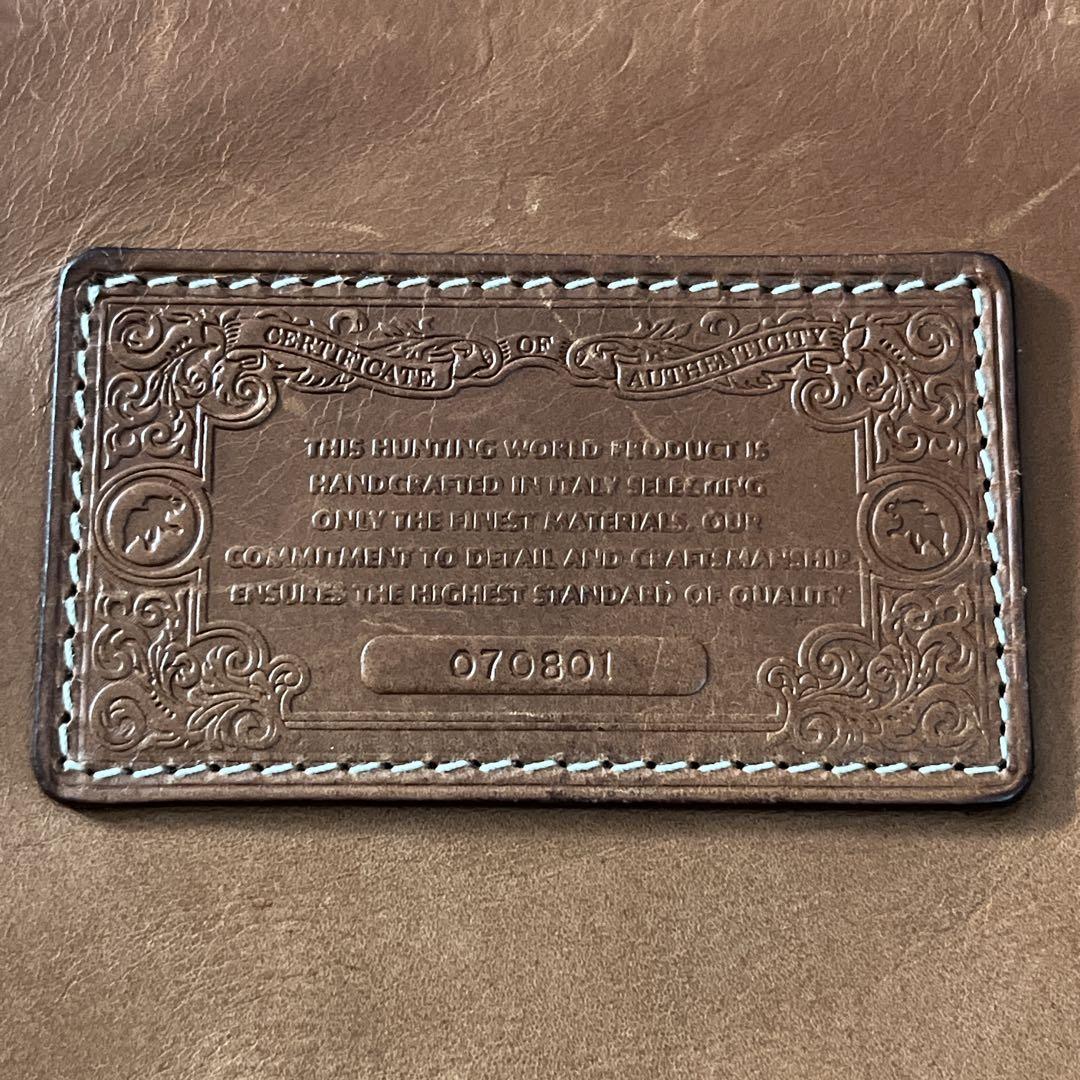 CERTIFICATE OF AUTHENTICITY
THIS HUNTING WORLD PRODUCT IS
HANDCRAFTED IN ITALY SELECTING
ONLY THE FINEST MATERIALS. OUR
COMMITMENT TO DETAIL AND CRAFTSMANSHIP
ENSURES THE HIGHEST STANDARD OF QUALITY
070801